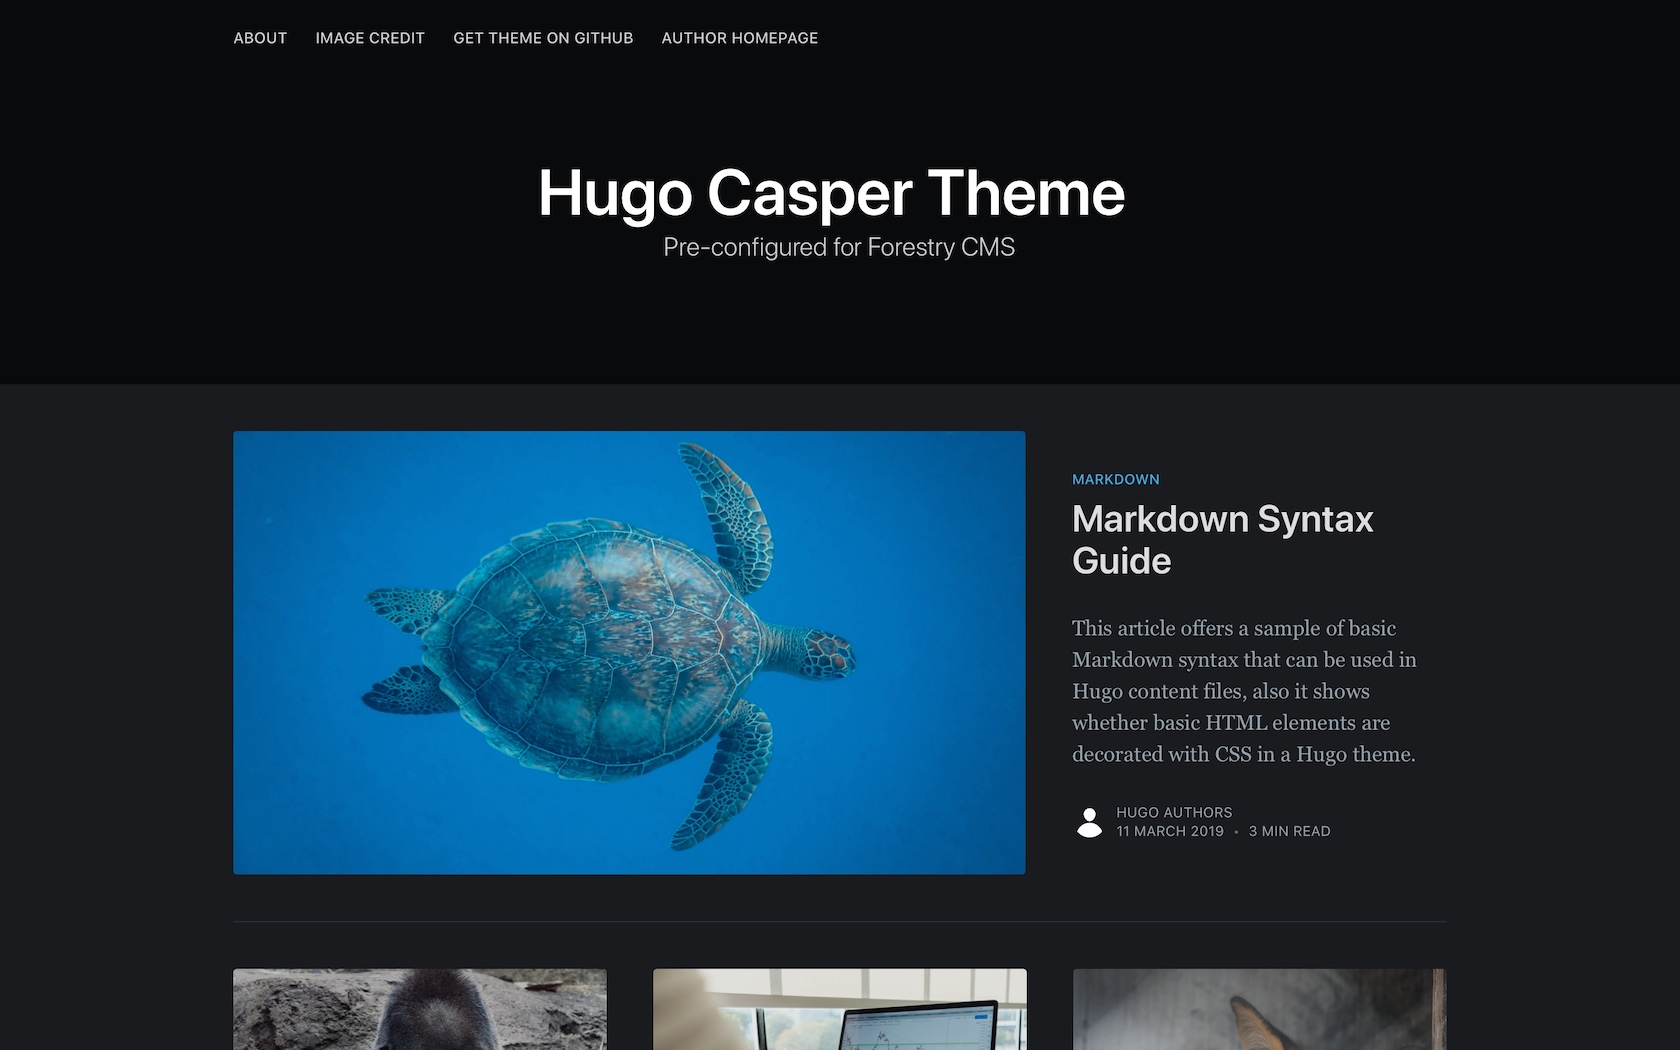 ABOUT IMAGE CREDIT GET THEME ON GITHUB AUTHOR HOMEPAGE
Hugo Casper Theme
Pre-configured for Forestry CMS
MARKDOWN
Markdown Syntax
Guide
This article offers a sample of basic
Markdown syntax that can be used in
Hugo content files, also it shows
whether basic HTML elements are
decorated with CSS in a Hugo theme.
HUGO AUTHORS
11 MARCH 2019 • 3 MIN READ